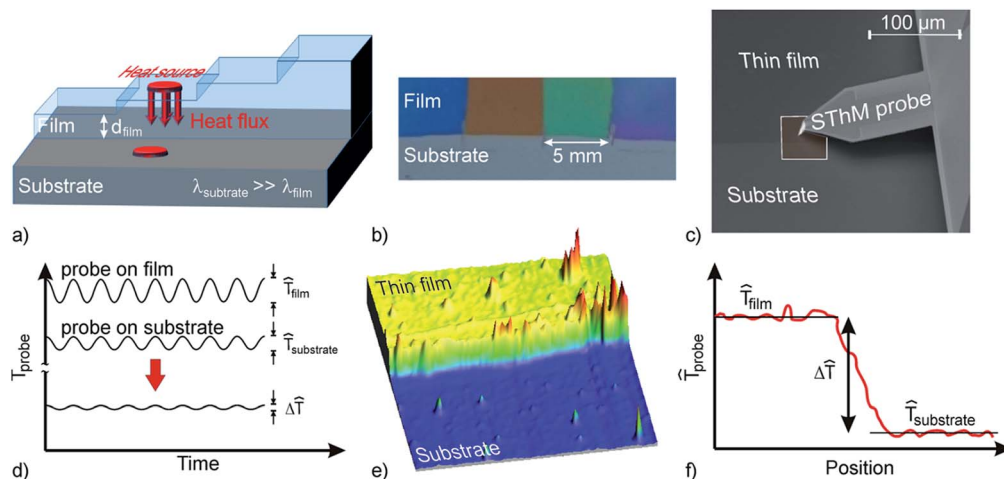 Heat source
Film
d_film
Heat flux
Substrate
λ_subtrate >> λ_film
a)
Film
Substrate
5 mm
b)
100 μm
Thin film
SThM probe
Substrate
c)
probe on film
T̂_film
probe on substrate
T̂_substrate
T_probe
ΔT̂
Time
d)
Thin film
Substrate
e)
T̂_film
T̂_probe
ΔT̂
T̂_substrate
Position
f)